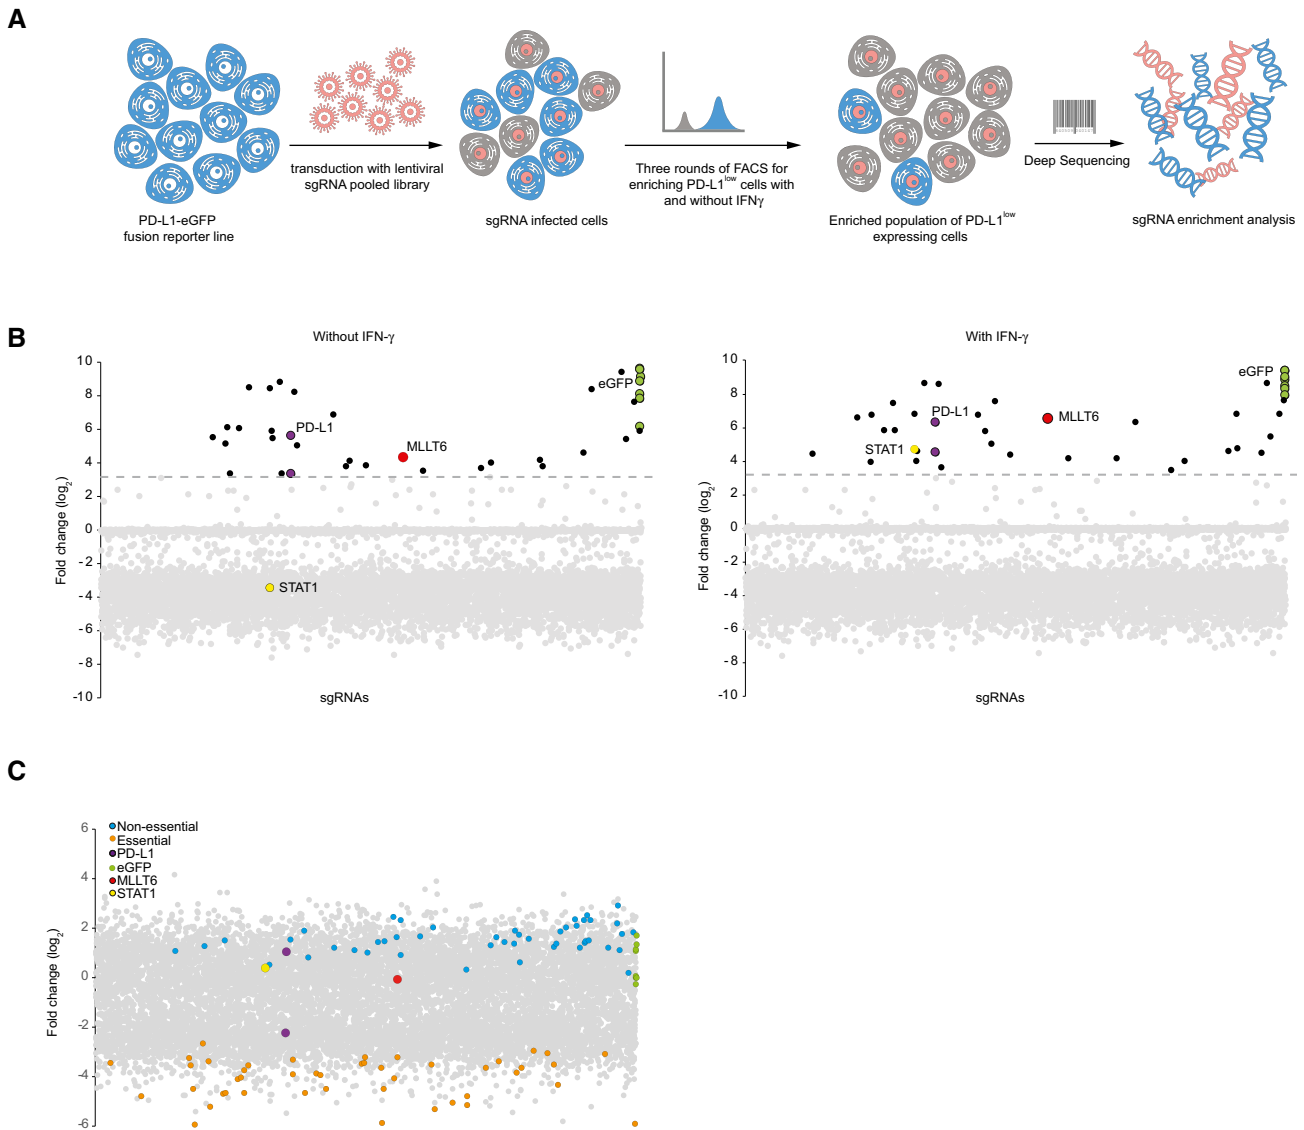 A
transduction with lentiviral
sgRNA pooled library
Three rounds of FACS for
enriching PD-L1low cells with
and without IFNγ
Deep Sequencing
PD-L1-eGFP
fusion reporter line
sgRNA infected cells
Enriched population of PD-L1low
expressing cells
sgRNA enrichment analysis
B
Without IFN-γ
Fold change (log2)
10
8
6
4
2
0
-2
-4
-6
-8
-10
eGFP
PD-L1
MLLT6
STAT1
sgRNAs
With IFN-γ
Fold change (log2)
10
8
6
4
2
0
-2
-4
-6
-8
-10
eGFP
PD-L1
MLLT6
STAT1
sgRNAs
C
Fold change (log2)
6
4
2
0
-2
-4
-6
Non-essential
Essential
PD-L1
eGFP
MLLT6
STAT1